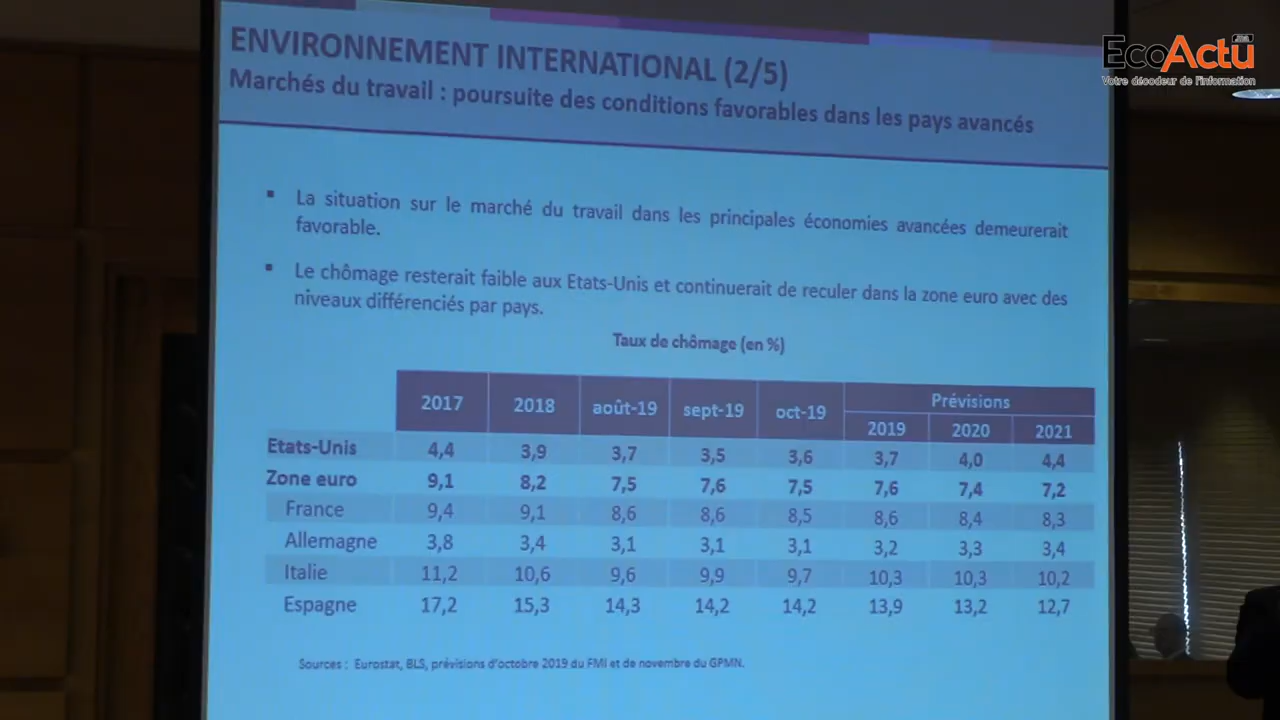 ENVIRONNEMENT INTERNATIONAL (2/5)
Marchés du travail : poursuite des conditions favorables dans les pays avancés
EcoActu
Votre décodeur de l'information
▪ La situation sur le marché du travail dans les principales économies avancées demeurerait
favorable.
▪ Le chômage resterait faible aux Etats-Unis et continuerait de reculer dans la zone euro avec des
niveaux différenciés par pays.
Taux de chômage (en %)
2017 2018 août-19 sept-19 oct-19 Prévisions
2019 2020 2021
Etats-Unis 4,4 3,9 3,7 3,5 3,6 3,7 4,0 4,4
Zone euro 9,1 8,2 7,5 7,6 7,5 7,6 7,4 7,2
France 9,4 9,1 8,6 8,6 8,5 8,6 8,4 8,3
Allemagne 3,8 3,4 3,1 3,1 3,1 3,2 3,3 3,4
Italie 11,2 10,6 9,6 9,9 9,7 10,3 10,3 10,2
Espagne 17,2 15,3 14,3 14,2 14,2 13,9 13,2 12,7
Sources : Eurostat, BLS, prévisions d'octobre 2019 du FMI et de novembre du GPMN.